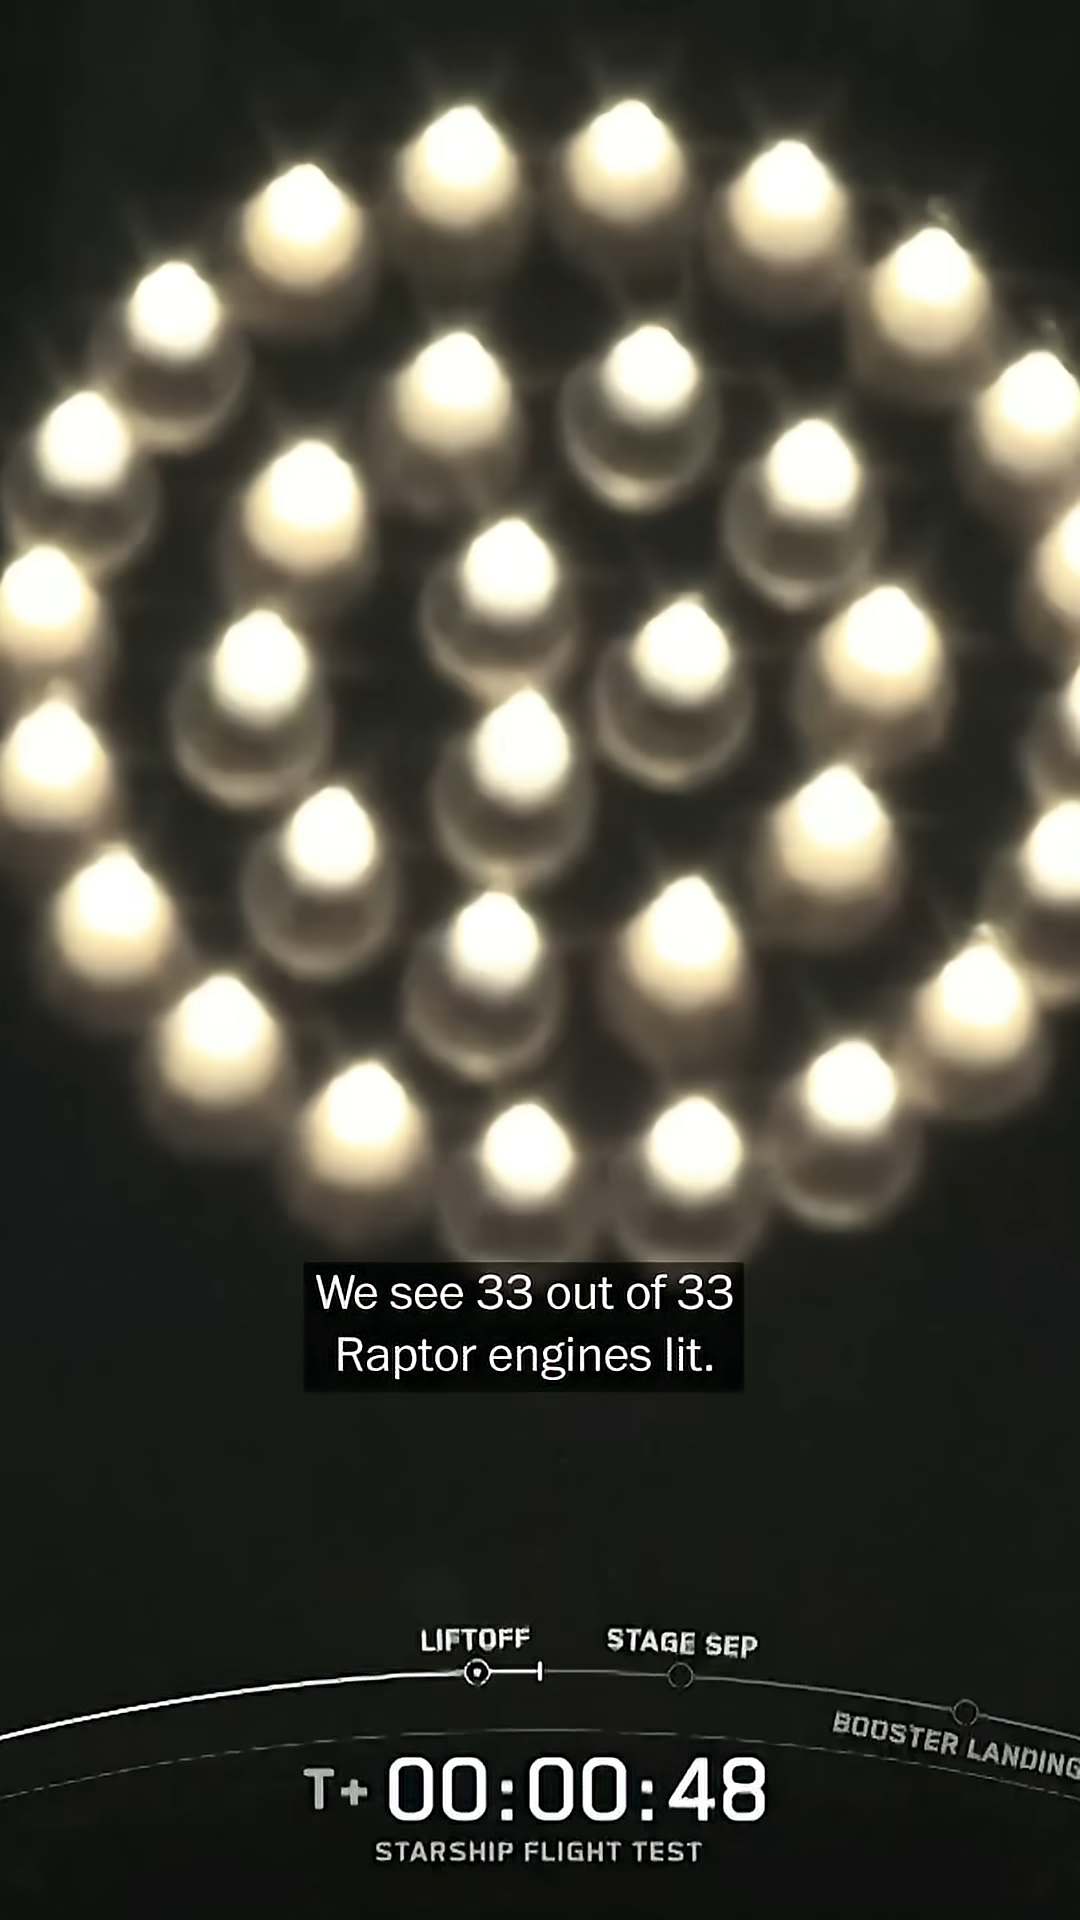 We see 33 out of 33
Raptor engines lit.
LIFTOFF
STAGE SEP
BOOSTER LANDING
T+ 00:00:48
STARSHIP FLIGHT TEST